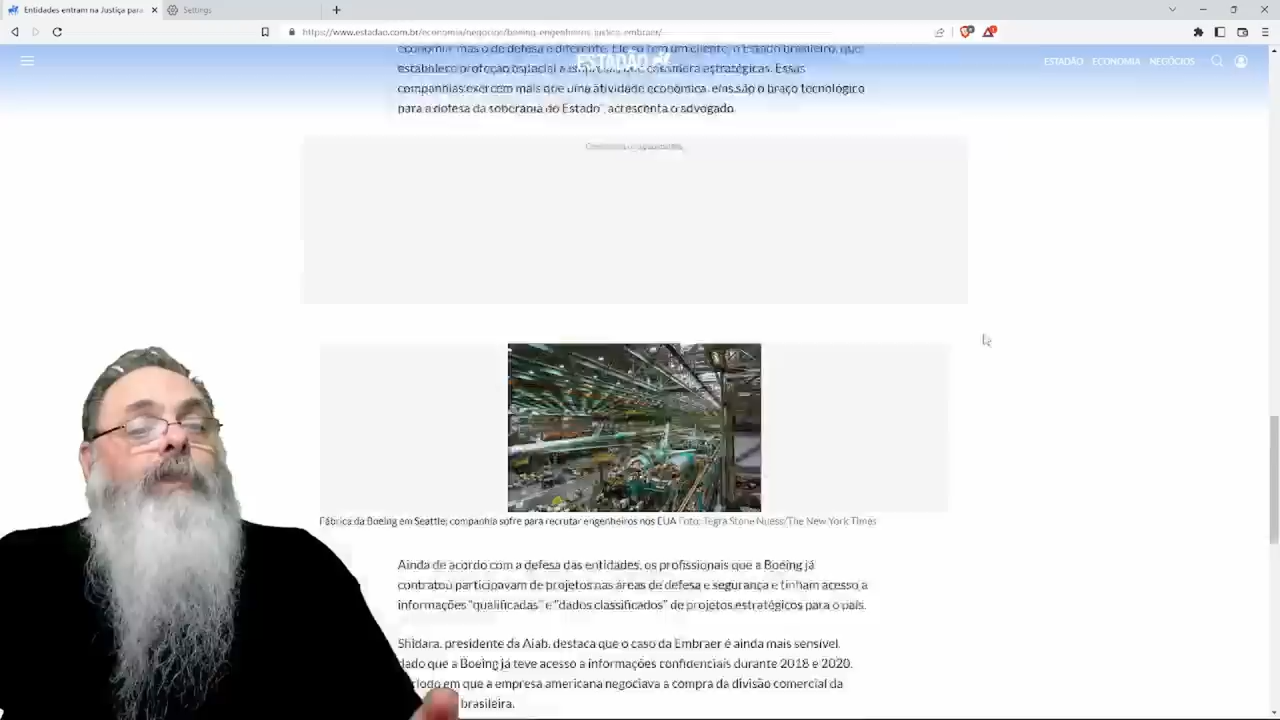 Entidades entram na Justiça para
Settings
https://www.estadao.com.br/economia/negocios/boeing-engenheiros-justica-embraer/
ESTADÃO
ESTADÃO ECONOMIA NEGÓCIOS
companhias exercem mais que uma atividade econômica, elas são o braço tecnológico
para a defesa da soberania do Estado", acrescenta o advogado.
Fábrica da Boeing em Seattle; companhia sofre para recrutar engenheiros nos EUA Foto: /The New York Times
Ainda de acordo com a defesa das entidades, os profissionais que a Boeing já
contratou participavam de projetos nas áreas de defesa e segurança e tinham acesso a
informações "qualificadas" e "dados classificados" de projetos estratégicos para o país.
Shidara, presidente da Aiab, destaca que o caso da Embraer é ainda mais sensível,
dado que a Boeing já teve acesso a informações confidenciais durante 2018 e 2020,
em que a empresa americana negociava a compra da divisão comercial da
brasileira.